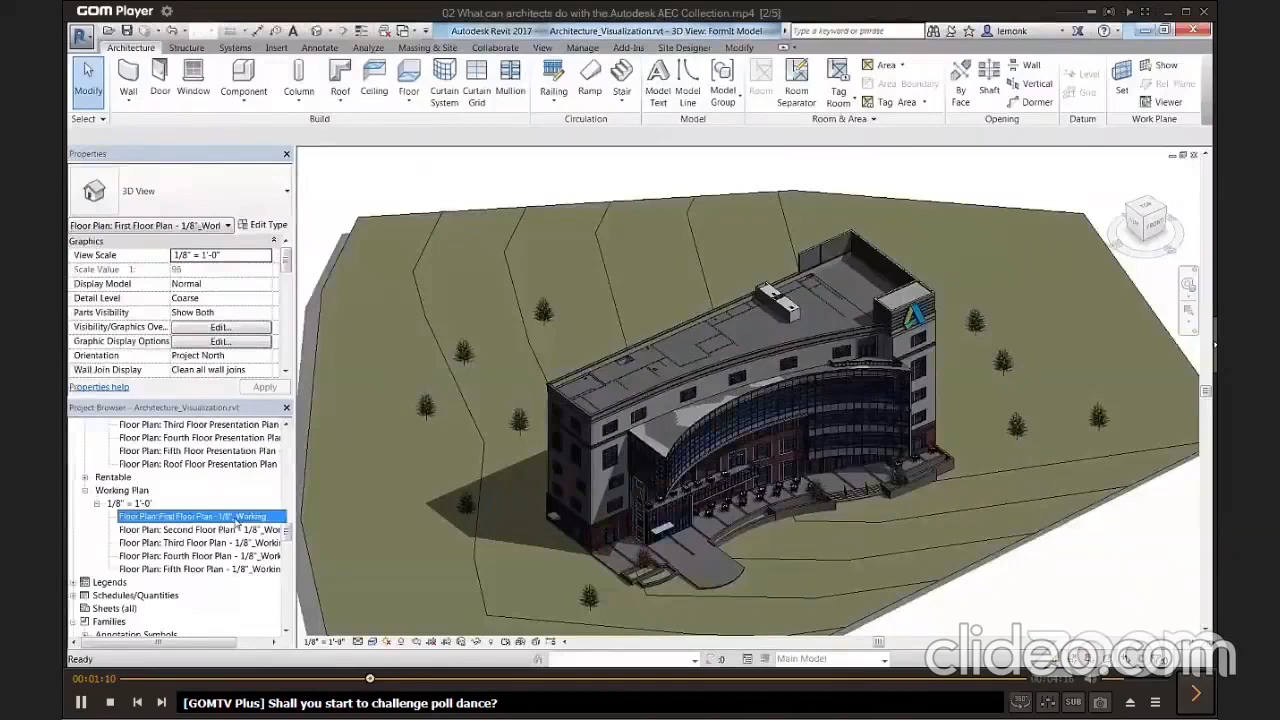 GOM Player
02 What can architects do with the Autodesk AEC Collection.mp4 [2/5]
Autodesk Revit 2017 - Architecture_Visualization.rvt - 3D View: FormIt Model
Type a keyword or phrase
lemonk
Architecture Structure Systems Insert Annotate Analyze Massing & Site Collaborate View Manage Add-Ins Site Designer Modify
Modify
Wall
Door
Window
Component
Column
Roof
Ceiling
Floor
Curtain System
Curtain Grid
Mullion
Railing
Ramp
Stair
Model Text
Model Line
Model Group
Room
Room Separator
Tag Room
Area
Area Boundary
Tag Area
By Face
Shaft
Wall
Vertical
Dormer
Level
Grid
Set
Show
Ref Plane
Viewer
Select
Build
Circulation
Model
Room & Area
Opening
Datum
Work Plane
Properties
3D View
Floor Plan: First Floor Plan - 1/8"_Worl
Edit Type
Graphics
View Scale 1/8" = 1'-0"
Scale Value 1: 96
Display Model Normal
Detail Level Coarse
Parts Visibility Show Both
Visibility/Graphics Ove... Edit...
Graphic Display Options Edit...
Orientation Project North
Wall Join Display Clean all wall joins
Properties help
Apply
TOP
FRONT
Project Browser - Architecture_Visualization.rvt
Floor Plan: Third Floor Presentation Plan
Floor Plan: Fourth Floor Presentation Pla
Floor Plan: Fifth Floor Presentation Plan
Floor Plan: Roof Floor Presentation Plan
Rentable
Working Plan
1/8" = 1'-0"
Floor Plan: First Floor Plan - 1/8"_Working
Floor Plan: Second Floor Plan - 1/8"_Wor
Floor Plan: Third Floor Plan - 1/8"_Workin
Floor Plan: Fourth Floor Plan - 1/8"_Work
Floor Plan: Fifth Floor Plan - 1/8"_Workin
Legends
Schedules/Quantities
Sheets (all)
Families
Annotation Symbols
1/8" = 1'-0"
Ready
:0
Main Model
clideo.com
00:01:10
00:04:16
[GOMTV Plus] Shall you start to challenge poll dance?
360°
SUB